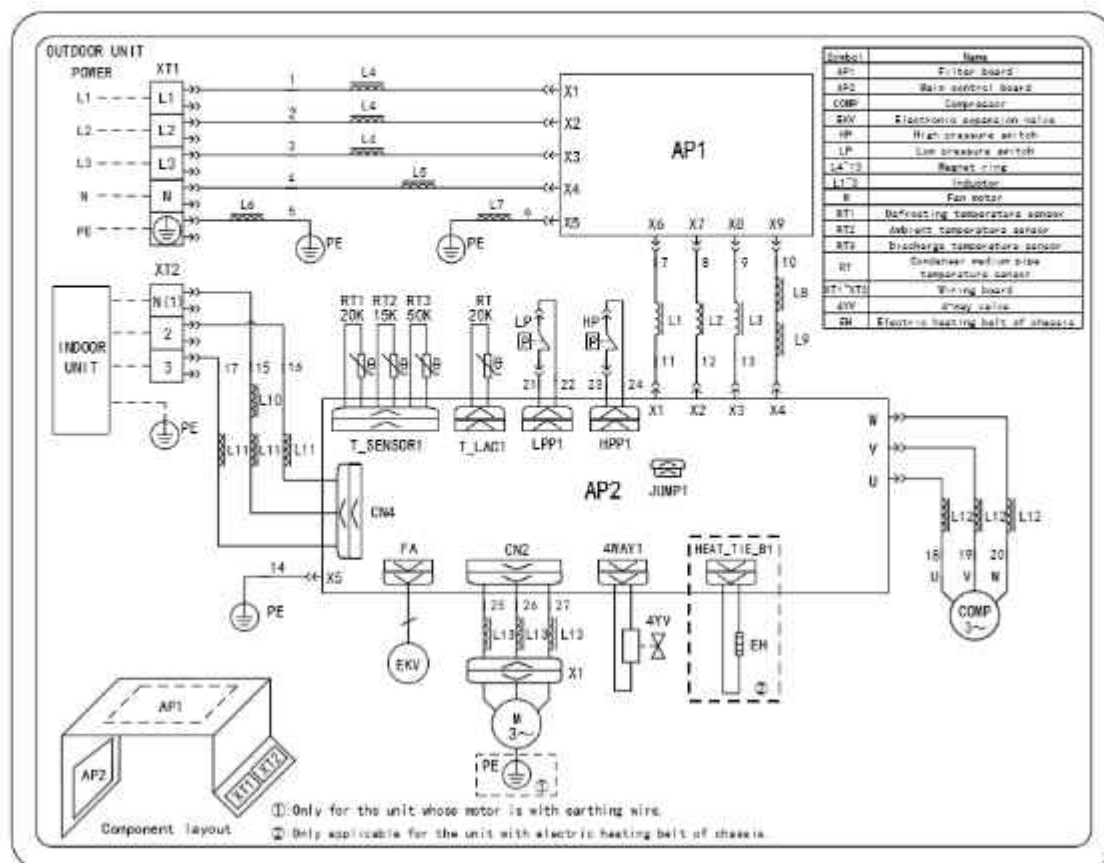 OUTDOOR UNIT
POWER
XT1
L1 L1 1 L4 X1
L2 L2 2 L4 X2
L3 L3 3 L4 X3
N N 4 L5 X4
PE L6 5 PE L7 6 X5 PE
AP1
X6 X7 X8 X9
7 8 9 10
L1 L2 L3 L8
L9
11 12 13
X1 X2 X3 X4
Symbol Name
AP1 Filter board
AP2 Main control board
COMP Compressor
EKV Electronic expansion valve
HP High pressure switch
LP Low pressure switch
L4~13 Magnet ring
L1~3 Inductor
M Fan motor
RT1 Defrosting temperature sensor
RT2 Ambient temperature sensor
RT3 Discharge temperature sensor
RT Condenser medium pipe
temperature sensor
XT1~XT2 Wiring board
4YV 4-way valve
EH Electric heating belt of chassis
XT2
INDOOR
UNIT
N(1)
2
3
PE
17 15 16
L10
L11 L11 L11
RT1 RT2 RT3 RT
20K 15K 50K 20K
θ θ θ θ
LP HP
P P
21 22 23 24
T_SENSOR1 T_LAC1 LPP1 HPP1
AP2
JUMP1
CN4
W
V
U
L12 L12 L12
18 19 20
U V W
COMP
3~
14 X5
PE
FA CN2 4WAY1 HEAT_TIE_B1
25 26 27
L13 L13 L13
EKV
X1
4YV
EH
②
M
3~
PE
①
AP1
AP2
XT1 XT2
Component layout
① Only for the unit whose motor is with earthing wire.
② Only applicable for the unit with electric heating belt of chassis.